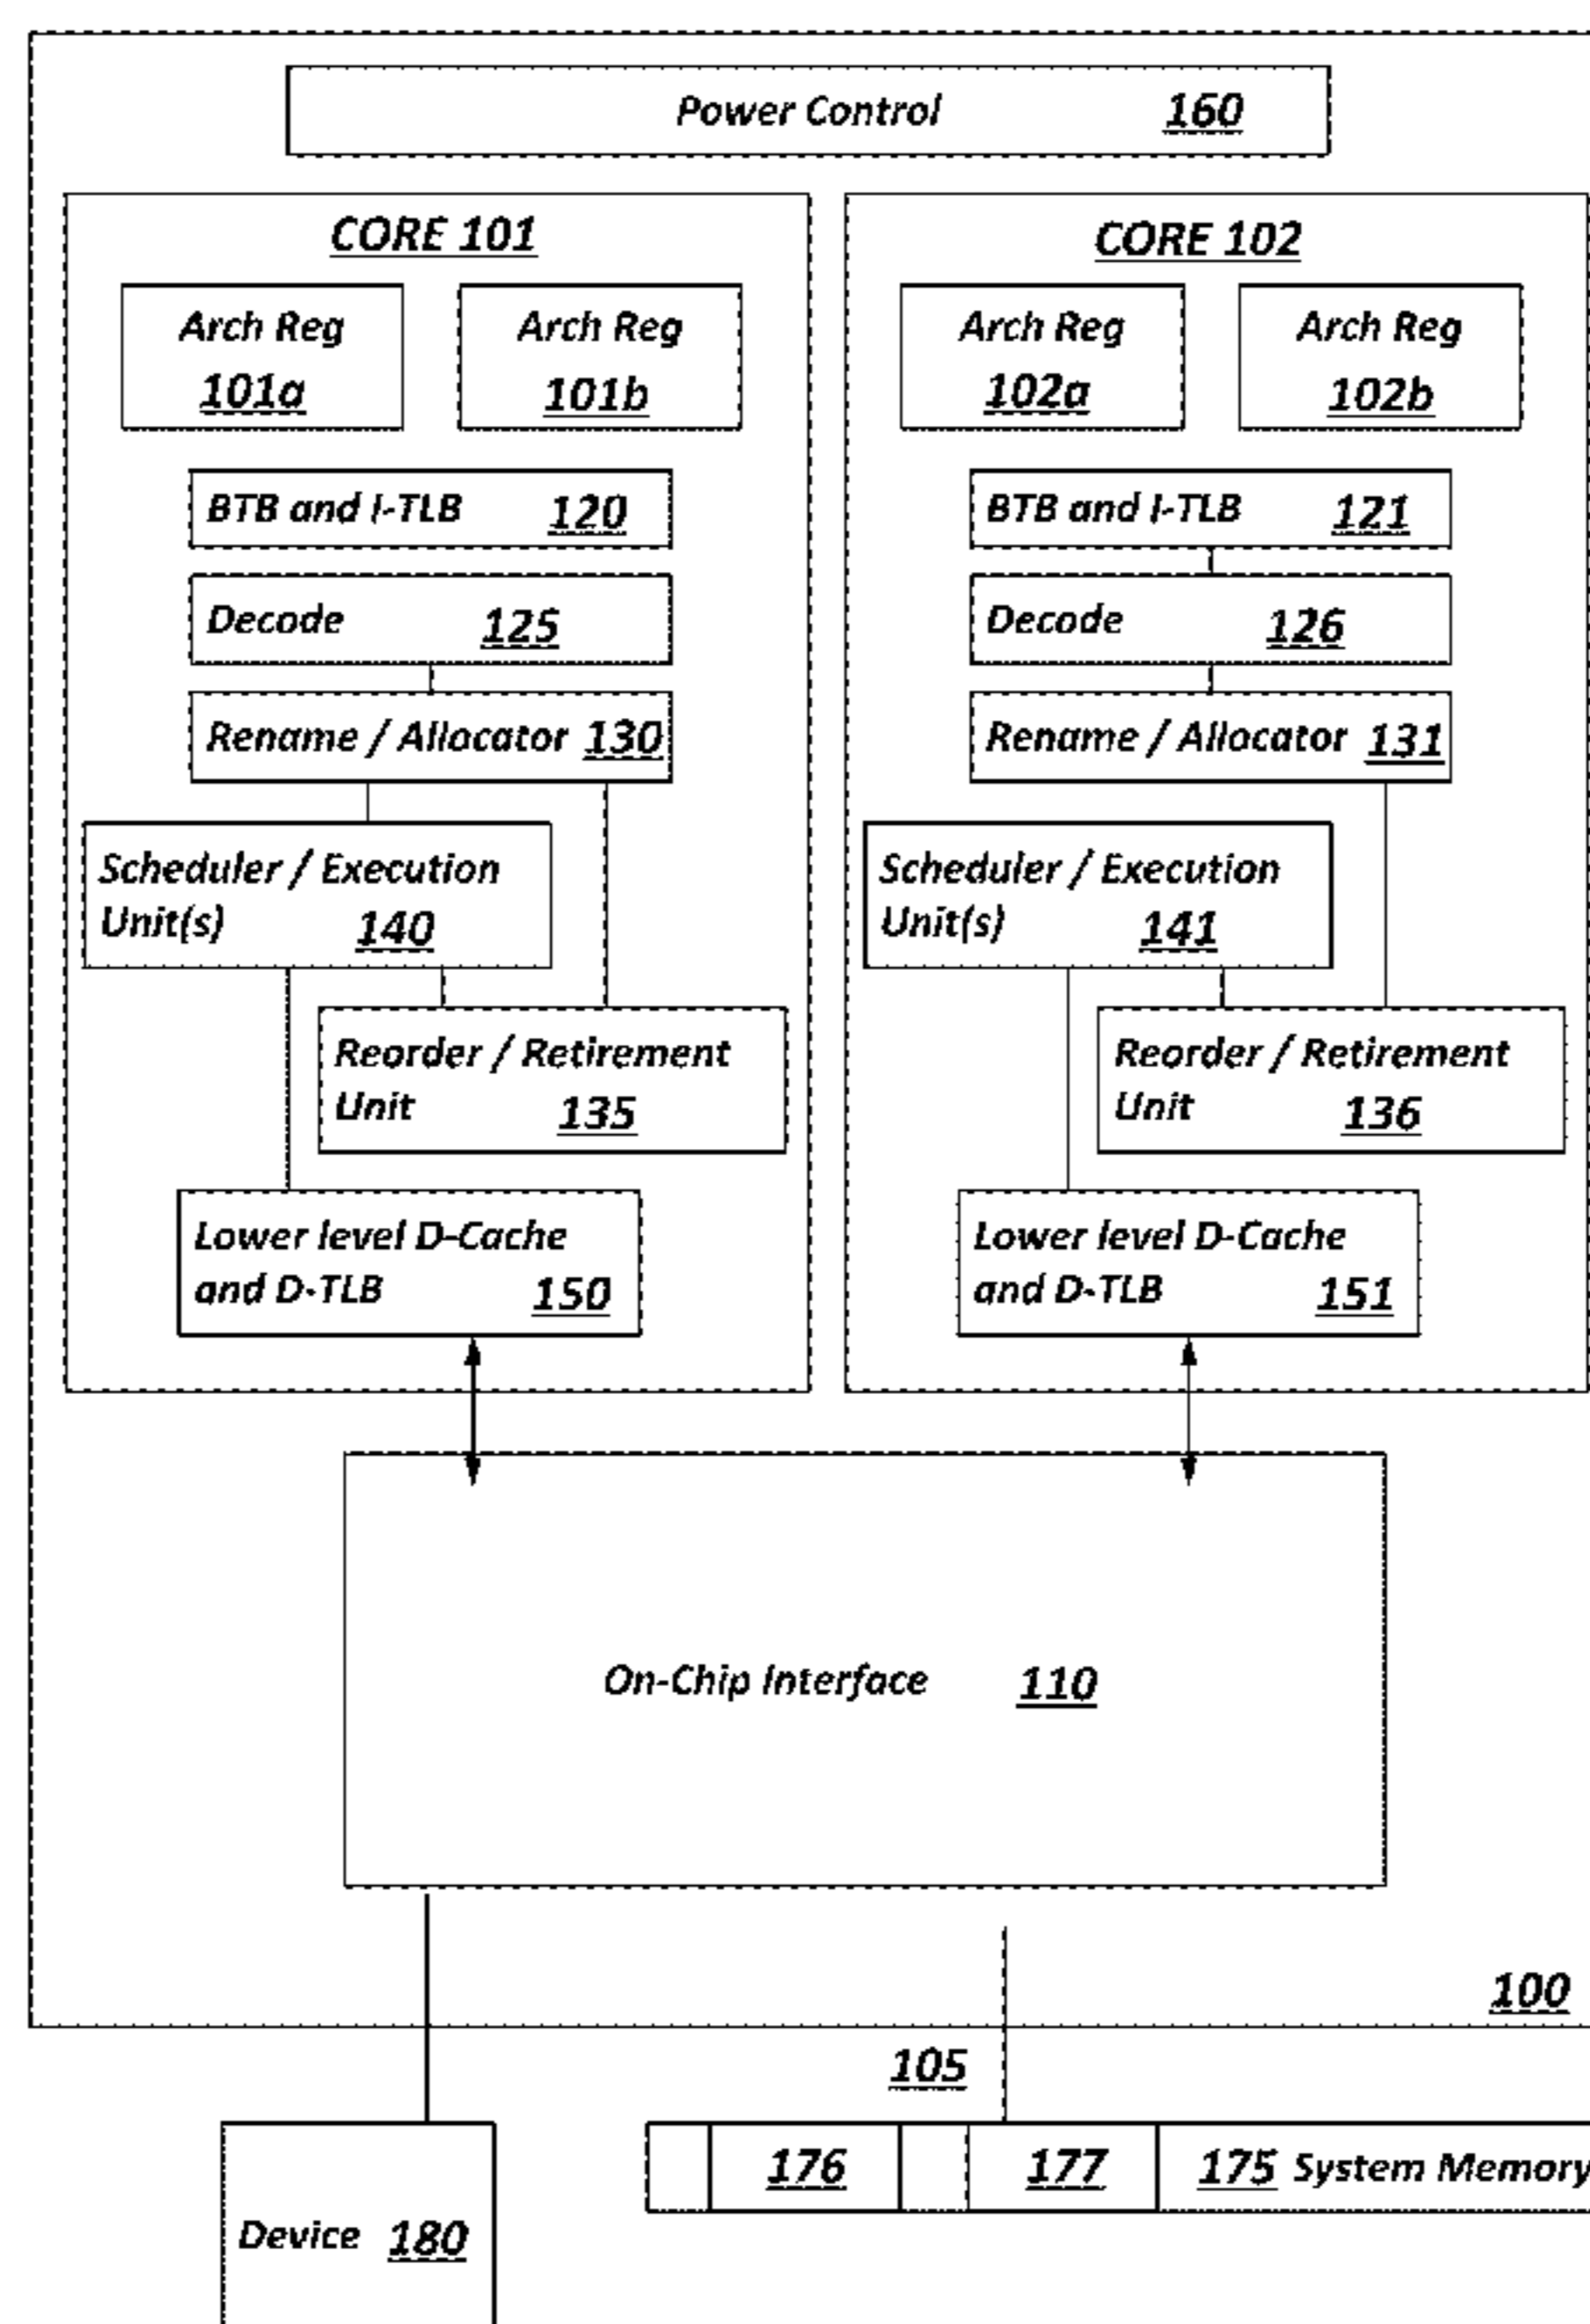 Power Control 160
CORE 101
Arch Reg
101a
Arch Reg
101b
BTB and I-TLB 120
Decode 125
Rename / Allocator 130
Scheduler / Execution
Unit(s) 140
Reorder / Retirement
Unit 135
Lower level D-Cache
and D-TLB 150
CORE 102
Arch Reg
102a
Arch Reg
102b
BTB and I-TLB 121
Decode 126
Rename / Allocator 131
Scheduler / Execution
Unit(s) 141
Reorder / Retirement
Unit 136
Lower level D-Cache
and D-TLB 151
On-Chip Interface 110
100
105
176
177
175 System Memory
Device 180